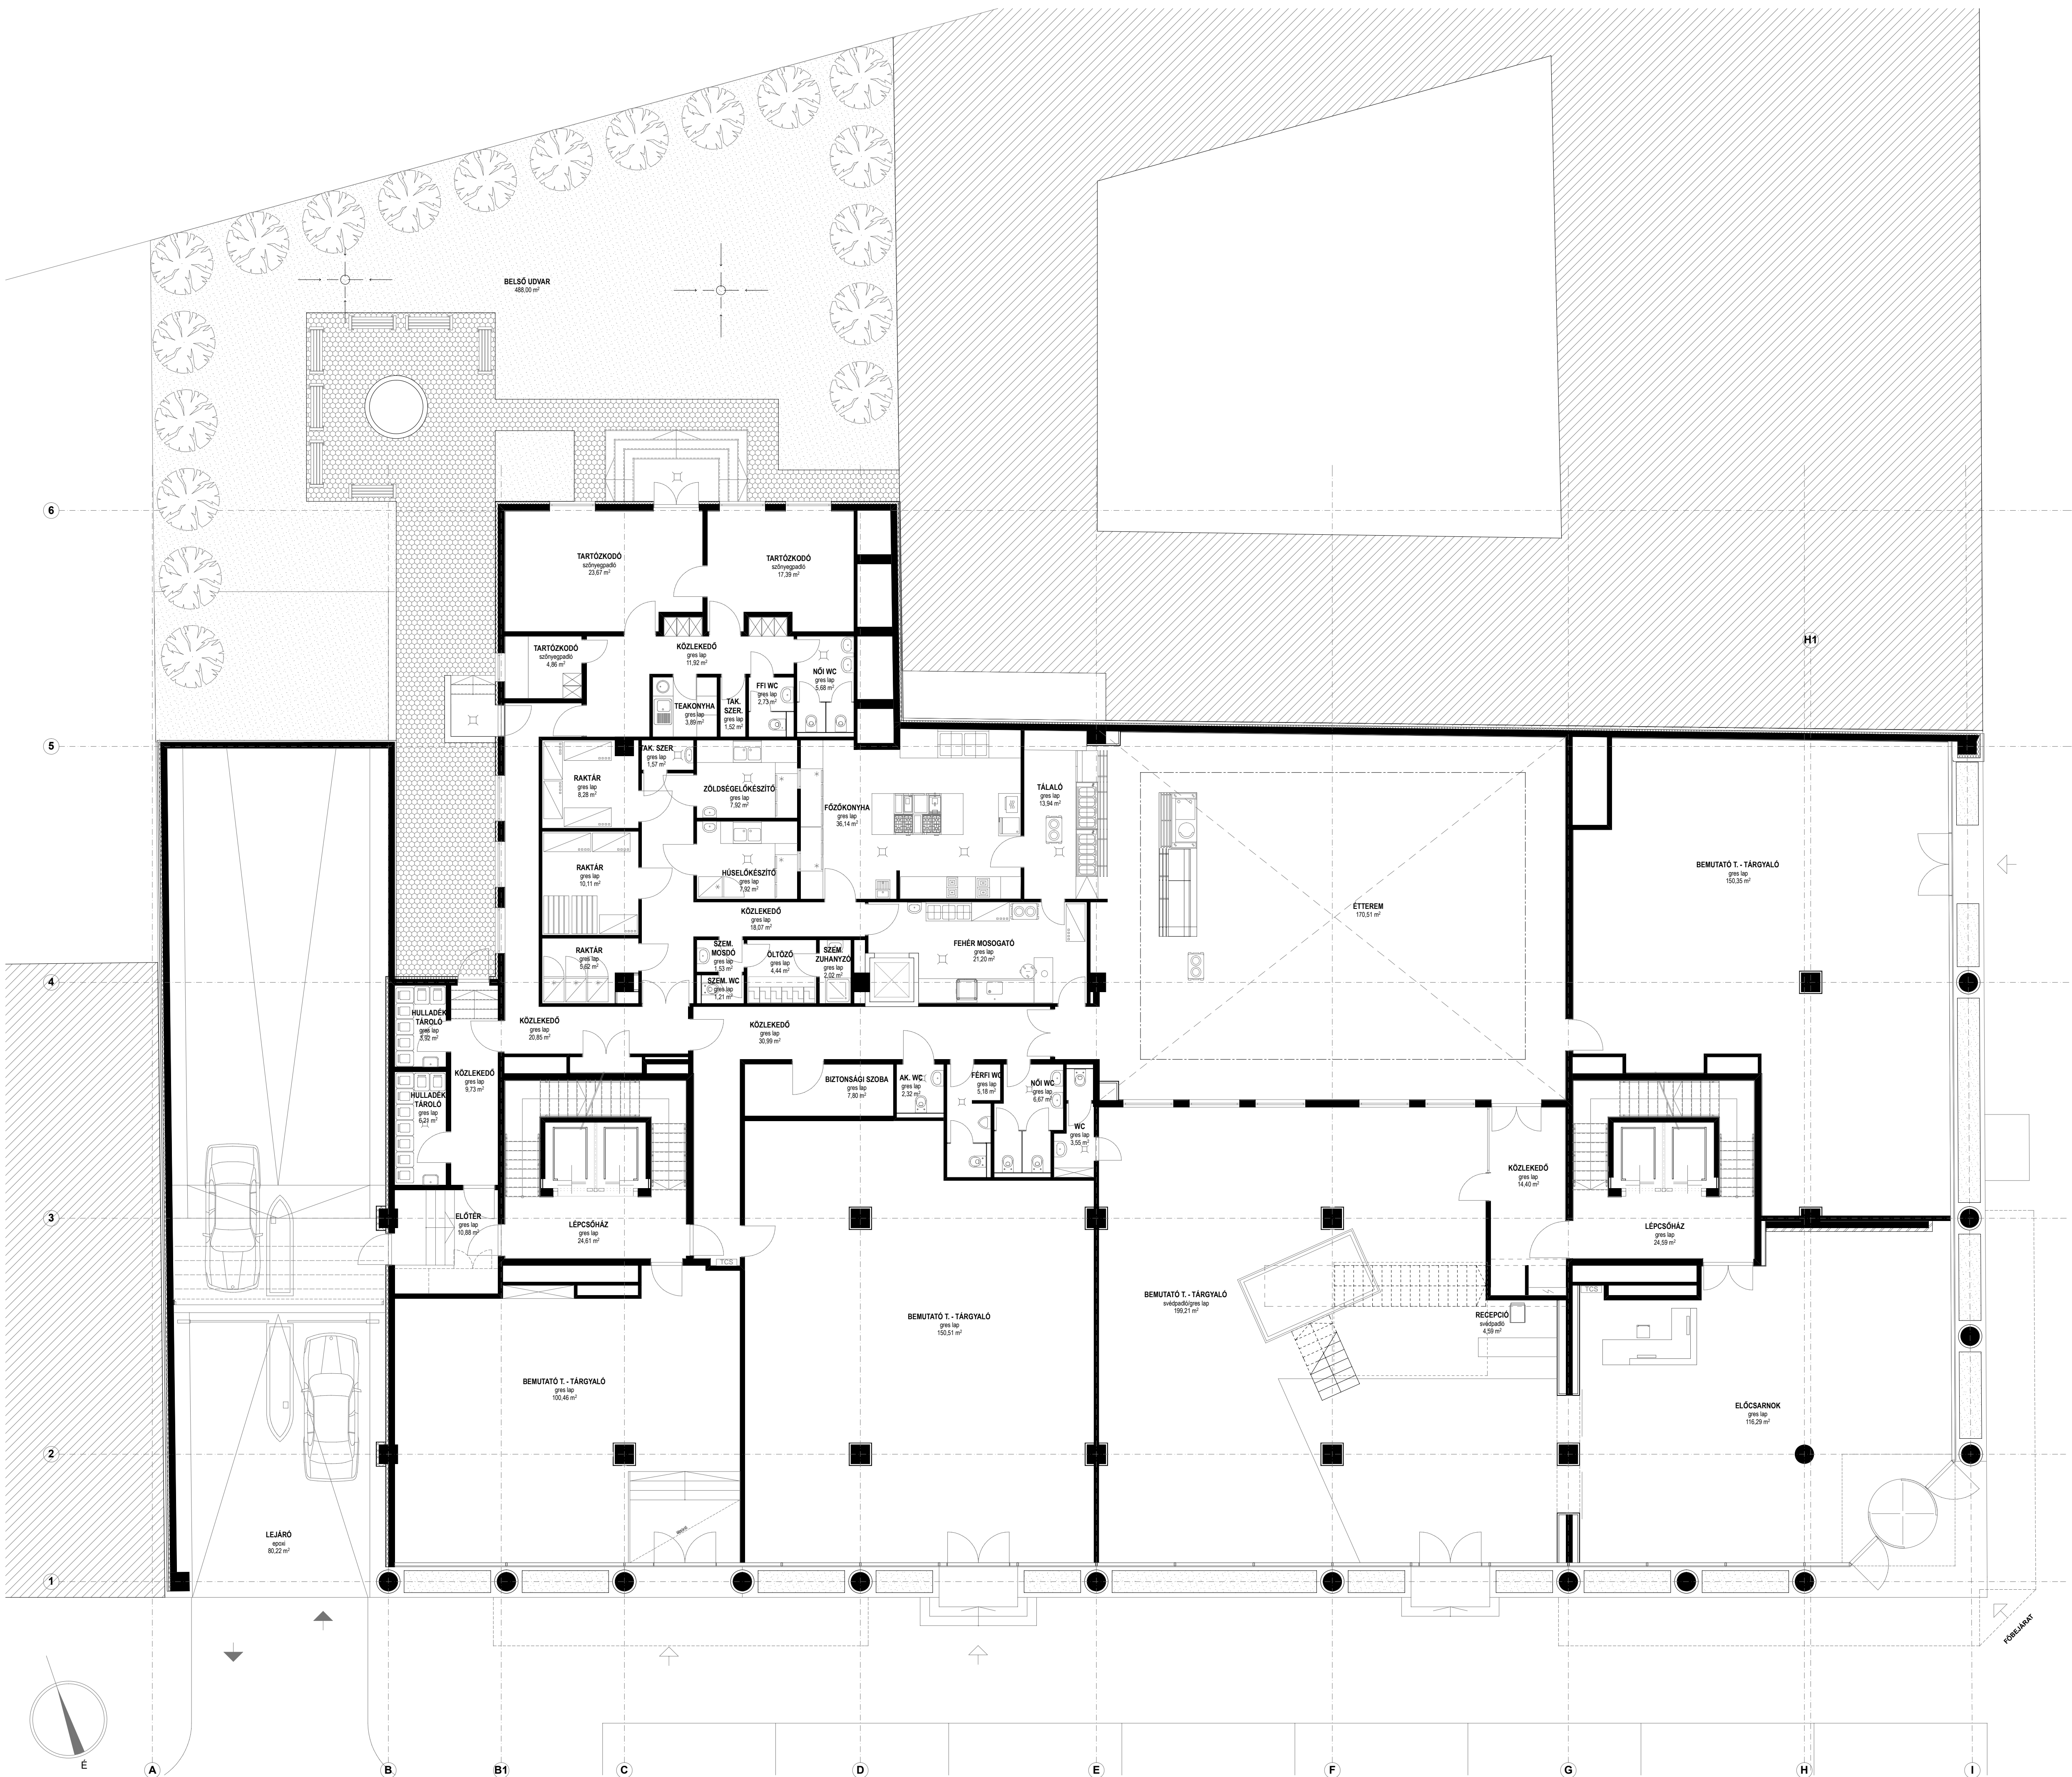 BELSŐ UDVAR
488,00 m²
6
TARTÓZKODÓ
szőnyegpadló
23,67 m²
TARTÓZKODÓ
szőnyegpadló
17,39 m²
H1
TARTÓZKODÓ
szőnyegpadló
4,86 m²
KÖZLEKEDŐ
gres lap
11,92 m²
NŐI WC
gres lap
5,68 m²
FFI WC
gres lap
2,73 m²
TEAKONYHA
gres lap
3,89 m²
TAK.
SZER.
gres lap
1,52 m²
5
TAK. SZER
gres lap
1,57 m²
RAKTÁR
gres lap
8,28 m²
ZÖLDSÉGELŐKÉSZÍTŐ
gres lap
7,92 m²
FŐZŐKONYHA
gres lap
36,14 m²
TÁLALÓ
gres lap
13,94 m²
RAKTÁR
gres lap
10,11 m²
HÚSELŐKÉSZÍTŐ
gres lap
7,92 m²
BEMUTATÓ T. - TÁRGYALÓ
gres lap
150,35 m²
ÉTTEREM
170,51 m²
KÖZLEKEDŐ
gres lap
18,07 m²
RAKTÁR
gres lap
5,62 m²
SZEM.
MOSDÓ
gres lap
1,53 m²
ÖLTÖZŐ
gres lap
4,44 m²
SZEM.
ZUHANYZÓ
gres lap
2,02 m²
FEHÉR MOSOGATÓ
gres lap
21,20 m²
SZEM. WC
gres lap
1,21 m²
4
HULLADÉK
TÁROLÓ
gres lap
3,92 m²
KÖZLEKEDŐ
gres lap
20,85 m²
KÖZLEKEDŐ
gres lap
30,99 m²
KÖZLEKEDŐ
gres lap
9,73 m²
HULLADÉK
TÁROLÓ
gres lap
6,21 m²
BIZTONSÁGI SZOBA
gres lap
7,80 m²
AK. WC
gres lap
2,32 m²
FÉRFI WC
gres lap
5,18 m²
NŐI WC
gres lap
6,67 m²
WC
gres lap
3,55 m²
KÖZLEKEDŐ
gres lap
14,40 m²
3
ELŐTÉR
gres lap
10,88 m²
LÉPCSŐHÁZ
gres lap
24,61 m²
LÉPCSŐHÁZ
gres lap
24,59 m²
TCS
TCS
BEMUTATÓ T. - TÁRGYALÓ
svédpadló/gres lap
199,21 m²
RECEPCIÓ
svédpadló
4,59 m²
BEMUTATÓ T. - TÁRGYALÓ
gres lap
150,51 m²
BEMUTATÓ T. - TÁRGYALÓ
gres lap
100,46 m²
ELŐCSARNOK
gres lap
116,29 m²
2
LEJÁRÓ
epoxi
80,22 m²
1
FŐBEJÁRAT
É
A
B
B1
C
D
E
F
G
H
I